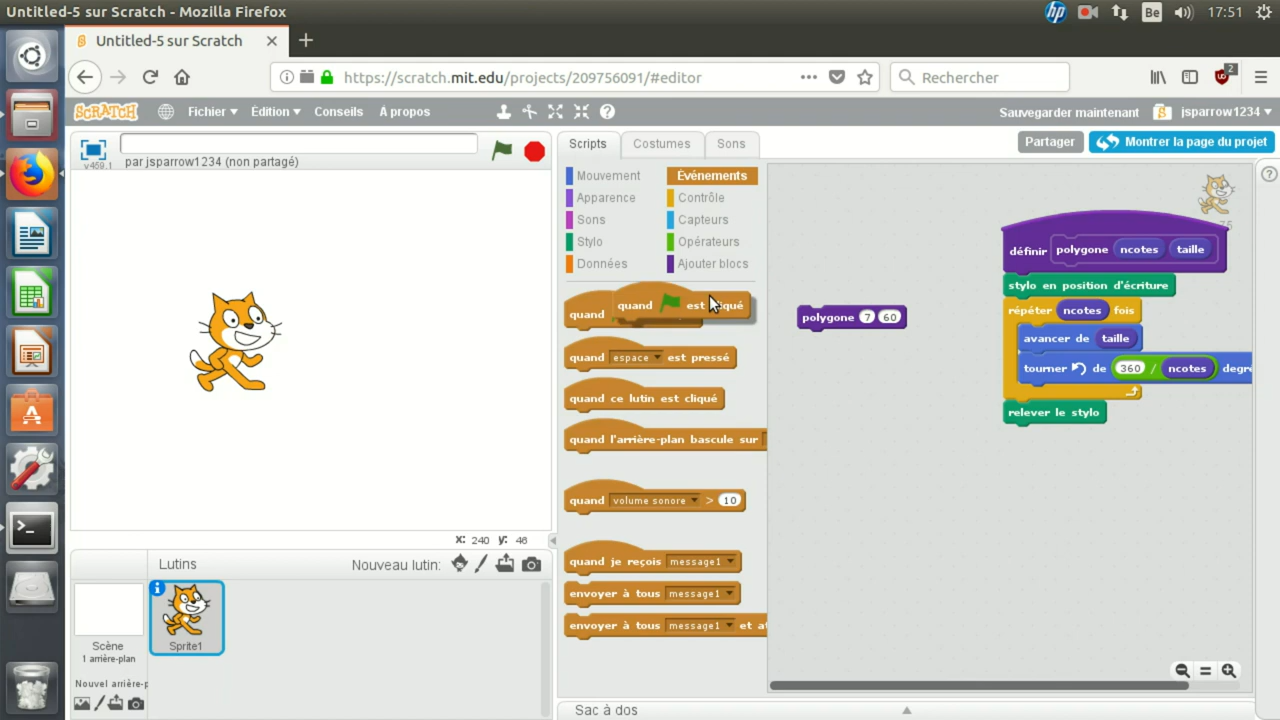 Untitled-5 sur Scratch - Mozilla Firefox
Be
17:51
Untitled-5 sur Scratch
https://scratch.mit.edu/projects/209756091/#editor
Rechercher
2
SCRATCH
Fichier
Édition
Conseils
À propos
Sauvegarder maintenant
jsparrow1234
v459.1
par jsparrow1234 (non partagé)
Scripts
Costumes
Sons
Partager
Montrer la page du projet
Mouvement
Événements
Apparence
Contrôle
Sons
Capteurs
Stylo
Opérateurs
Données
Ajouter blocs
quand
quand est cliqué
quand espace est pressé
quand ce lutin est cliqué
quand l'arrière-plan bascule sur
quand volume sonore > 10
quand je reçois message1
envoyer à tous message1
envoyer à tous message1 et at
polygone 7 60
définir polygone ncotes taille
stylo en position d'écriture
répéter ncotes fois
avancer de taille
tourner de 360 / ncotes degré
relever le stylo
x: 240 y: 46
Lutins
Nouveau lutin:
Sprite1
Scène
1 arrière-plan
Nouvel arrière-p
Sac à dos